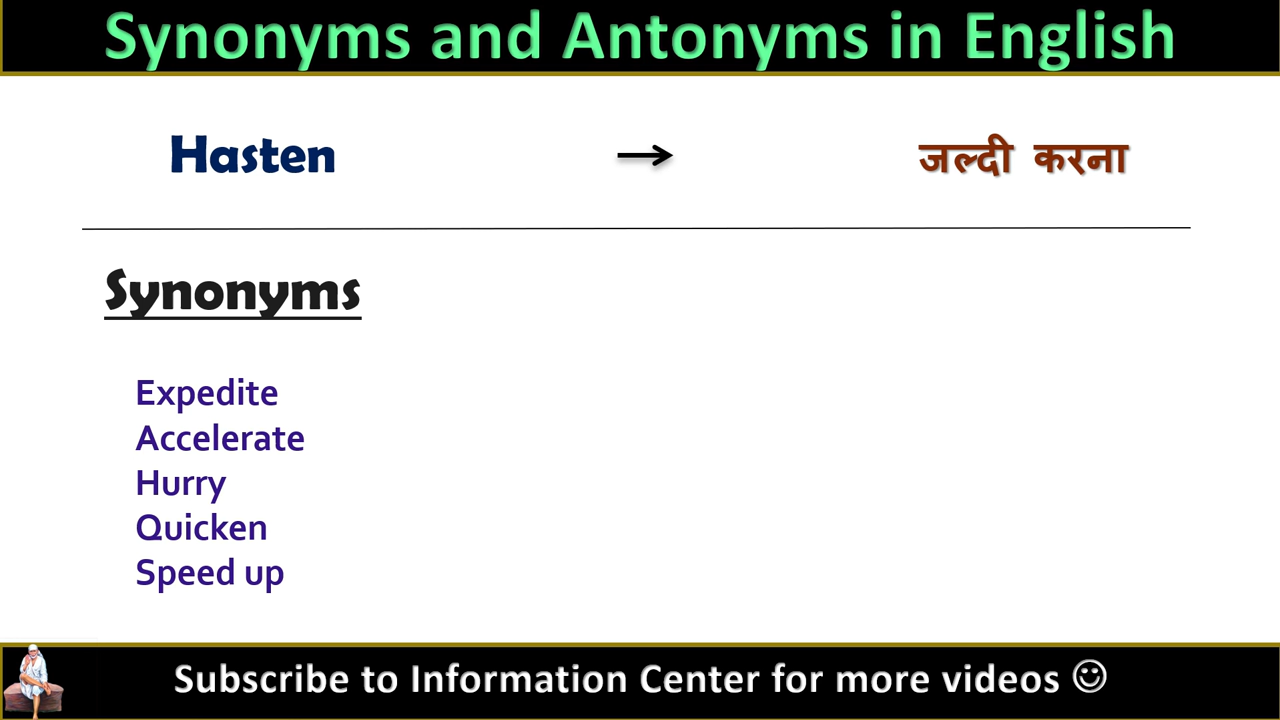 Synonyms and Antonyms in English
Hasten → जल्दी करना
Synonyms
Expedite
Accelerate
Hurry
Quicken
Speed up
Subscribe to Information Center for more videos ☺